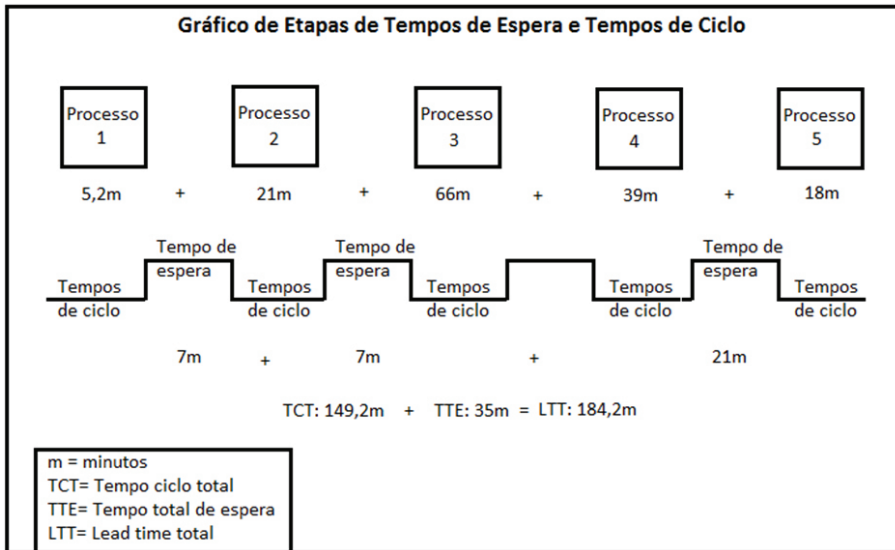 Gráfico de Etapas de Tempos de Espera e Tempos de Ciclo
Processo
1
Processo
2
Processo
3
Processo
4
Processo
5
5,2m + 21m + 66m + 39m + 18m
Tempo de
espera
Tempo de
espera
Tempo de
espera
Tempos
de ciclo
Tempos
de ciclo
Tempos
de ciclo
Tempos
de ciclo
Tempos
de ciclo
7m + 7m + 21m
TCT: 149,2m + TTE: 35m = LTT: 184,2m
m = minutos
TCT= Tempo ciclo total
TTE= Tempo total de espera
LTT= Lead time total